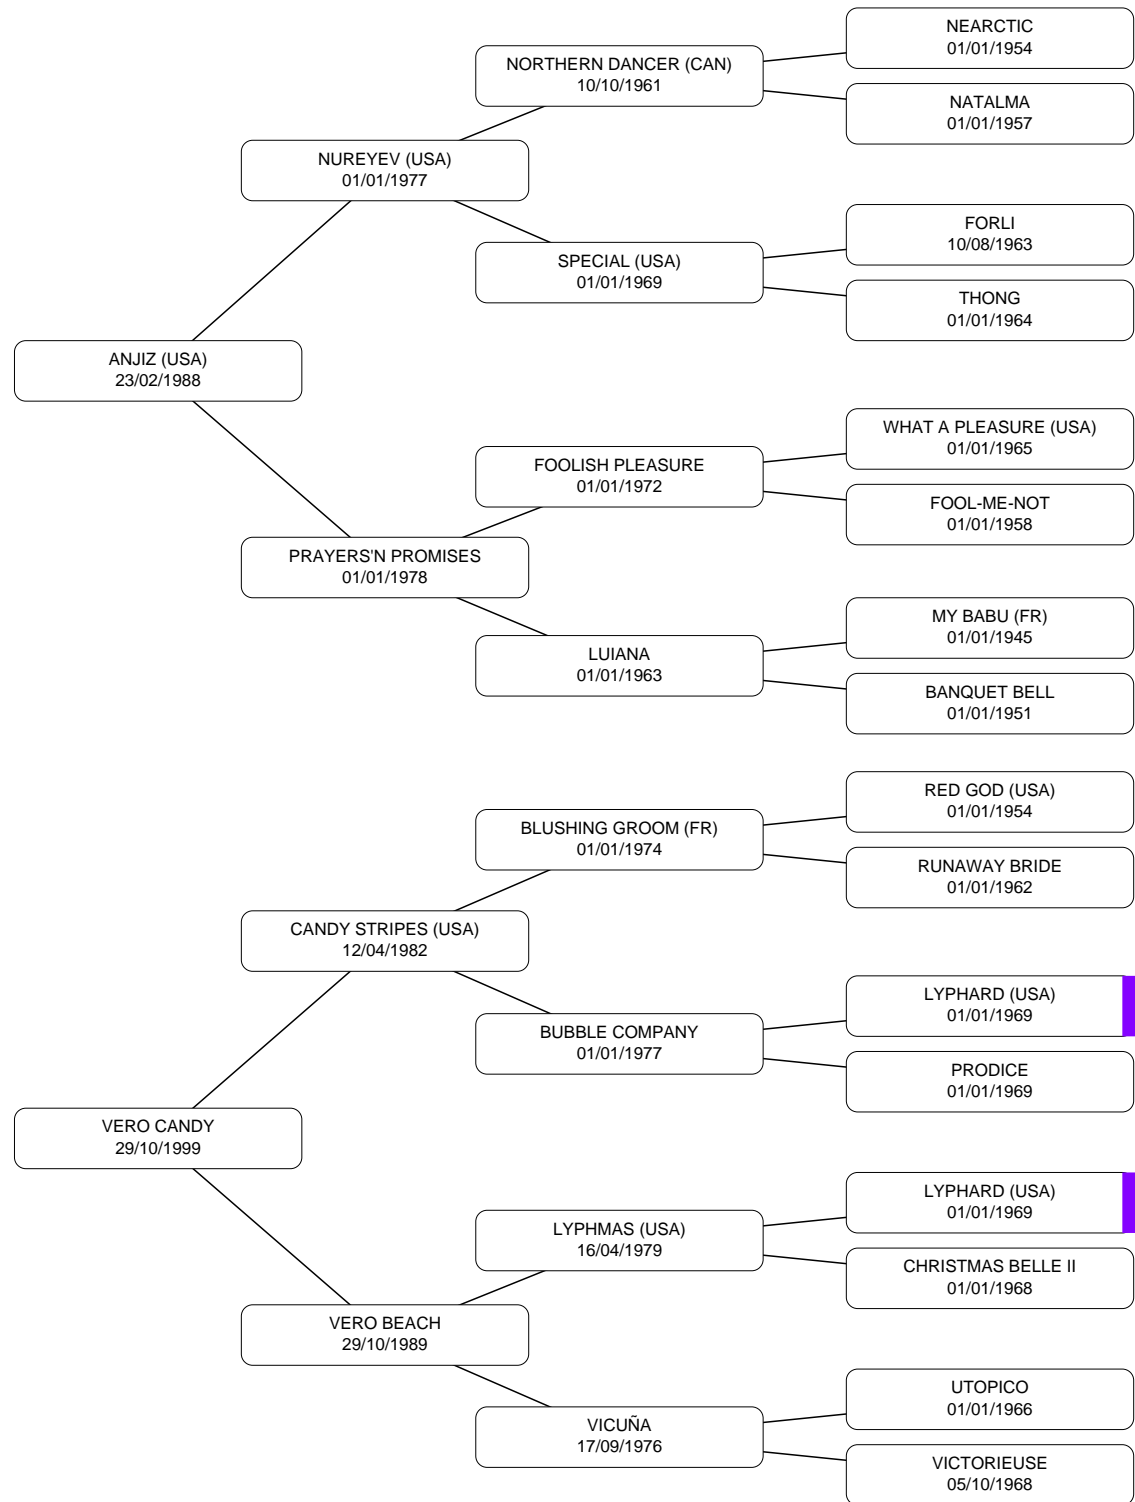 NEARCTIC
01/01/1954
NORTHERN DANCER (CAN)
10/10/1961
NATALMA
01/01/1957
NUREYEV (USA)
01/01/1977
FORLI
10/08/1963
SPECIAL (USA)
01/01/1969
THONG
01/01/1964
ANJIZ (USA)
23/02/1988
WHAT A PLEASURE (USA)
01/01/1965
FOOLISH PLEASURE
01/01/1972
FOOL-ME-NOT
01/01/1958
PRAYERS'N PROMISES
01/01/1978
MY BABU (FR)
01/01/1945
LUIANA
01/01/1963
BANQUET BELL
01/01/1951
RED GOD (USA)
01/01/1954
BLUSHING GROOM (FR)
01/01/1974
RUNAWAY BRIDE
01/01/1962
CANDY STRIPES (USA)
12/04/1982
LYPHARD (USA)
01/01/1969
BUBBLE COMPANY
01/01/1977
PRODICE
01/01/1969
VERO CANDY
29/10/1999
LYPHARD (USA)
01/01/1969
LYPHMAS (USA)
16/04/1979
CHRISTMAS BELLE II
01/01/1968
VERO BEACH
29/10/1989
UTOPICO
01/01/1966
VICUÑA
17/09/1976
VICTORIEUSE
05/10/1968